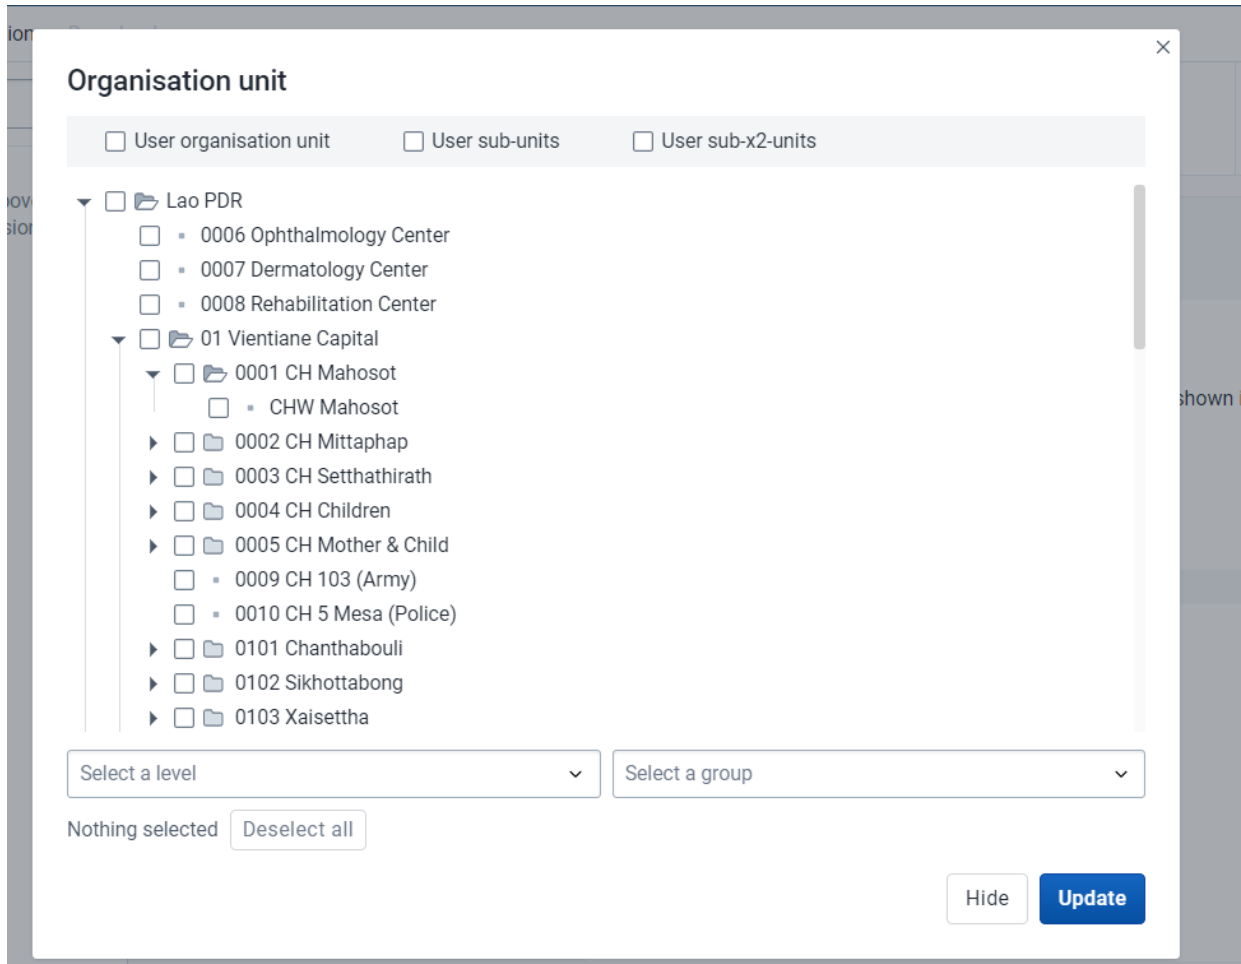 ion
Organisation unit
User organisation unit User sub-units User sub-x2-units
Lao PDR
0006 Ophthalmology Center
0007 Dermatology Center
0008 Rehabilitation Center
01 Vientiane Capital
0001 CH Mahosot
CHW Mahosot
0002 CH Mittaphap
0003 CH Setthathirath
0004 CH Children
0005 CH Mother & Child
0009 CH 103 (Army)
0010 CH 5 Mesa (Police)
0101 Chanthabouli
0102 Sikhottabong
0103 Xaisettha
shown
Select a level Select a group
Nothing selected Deselect all
Hide Update